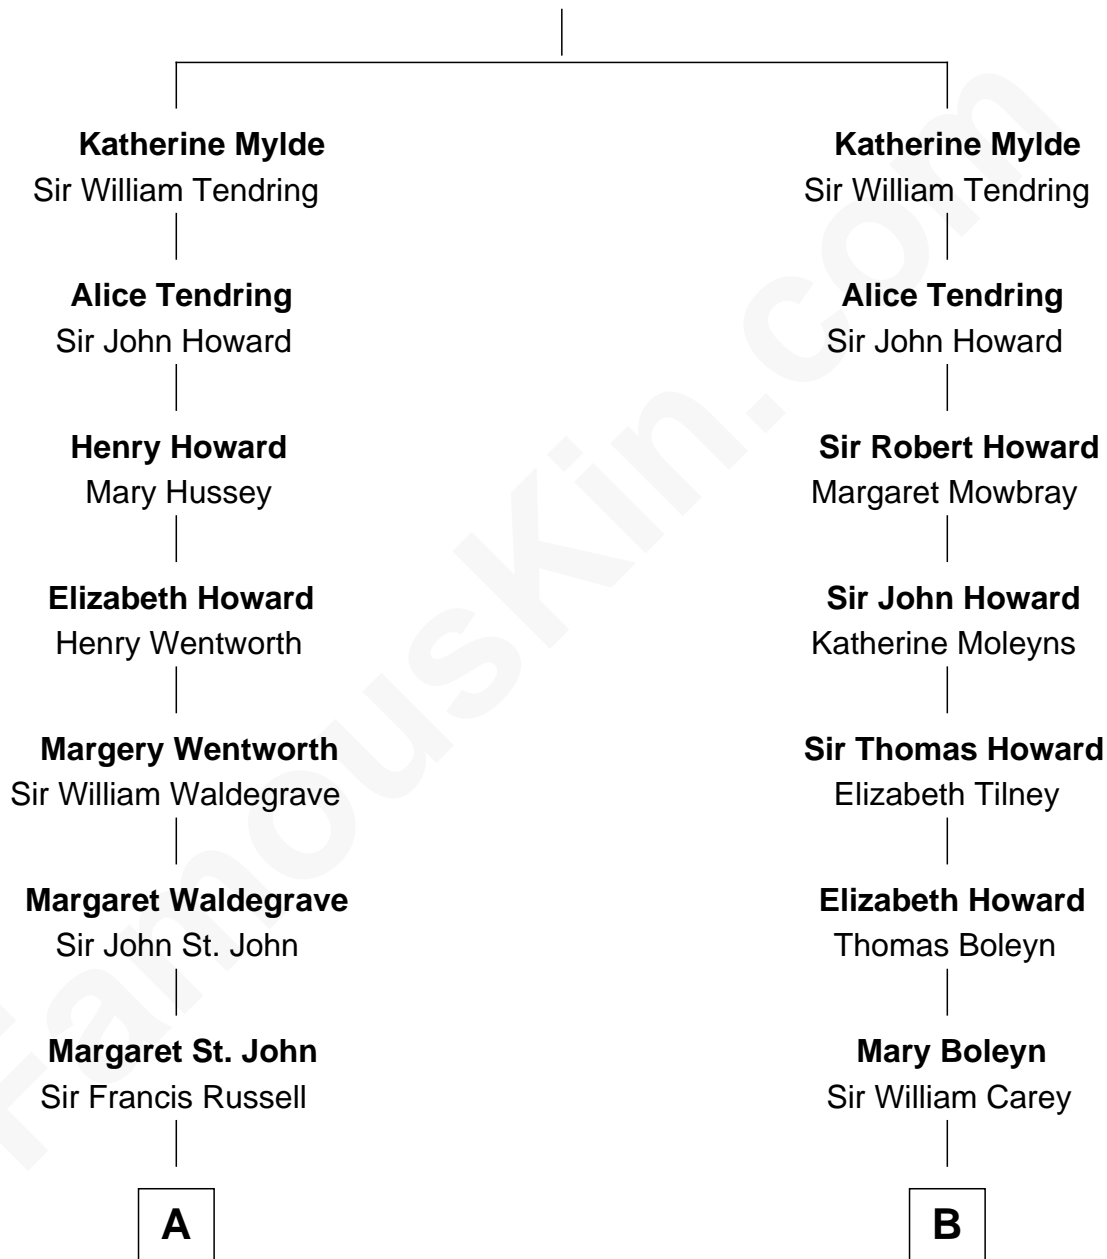 Katherine Mylde
Sir William Tendring
Alice Tendring
Sir John Howard
Henry Howard
Mary Hussey
Elizabeth Howard
Henry Wentworth
Margery Wentworth
Sir William Waldegrave
Margaret Waldegrave
Sir John St. John
Margaret St. John
Sir Francis Russell
A
Katherine Mylde
Sir William Tendring
Alice Tendring
Sir John Howard
Sir Robert Howard
Margaret Mowbray
Sir John Howard
Katherine Moleyns
Sir Thomas Howard
Elizabeth Tilney
Elizabeth Howard
Thomas Boleyn
Mary Boleyn
Sir William Carey
B
FamousKin.com